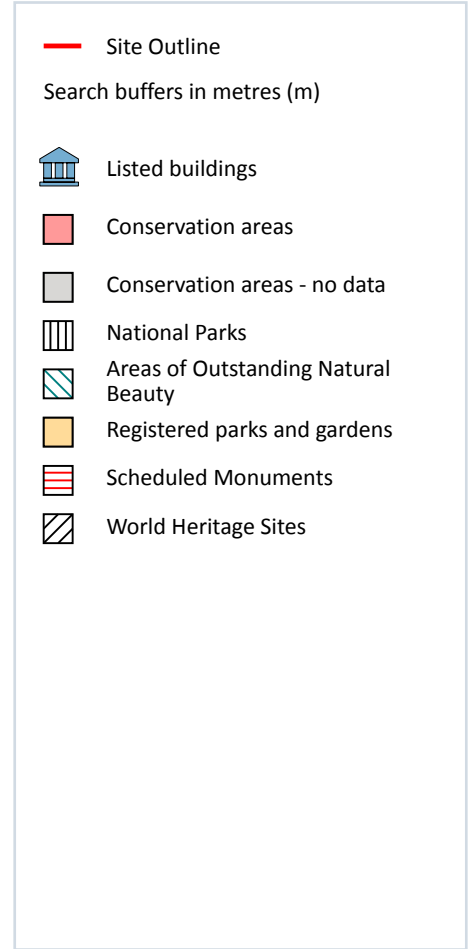 Site Outline
Search buffers in metres (m)
Listed buildings
Conservation areas
Conservation areas - no data
National Parks
Areas of Outstanding Natural
Beauty
Registered parks and gardens
Scheduled Monuments
World Heritage Sites